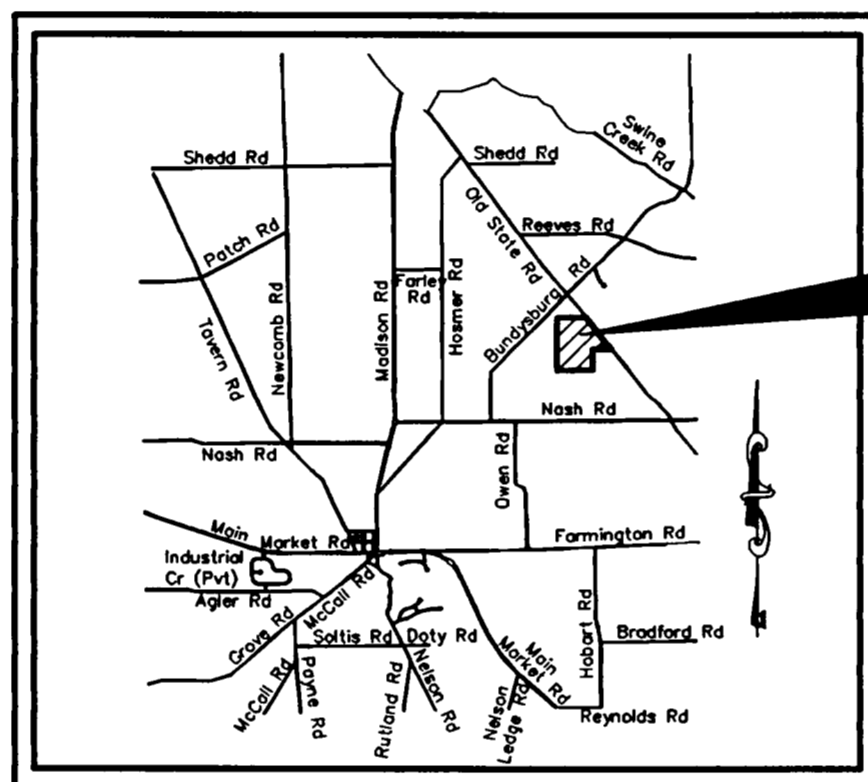 Shedd Rd
Shedd Rd
Swine
Creek Rd
Old State Rd
Reeves Rd
Patch Rd
Tavern Rd
Newcomb Rd
Madison Rd
Farley
Rd
Hosmer Rd
Bundysburg Rd
Nash Rd
Nash Rd
Owen Rd
Main
Market Rd
Farmington Rd
Industrial
Cr (Pvt)
Agler Rd
Grove Rd
McCall Rd
Soltis Rd
Doty Rd
Hobart Rd
Bradford Rd
McCall Rd
Payne Rd
Rutland Rd
Nelson Rd
Main
Market Rd
Nelson
Ledge Rd
Reynolds Rd